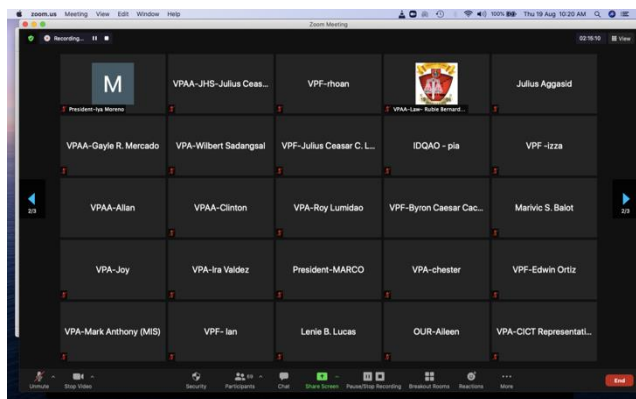 zoom.us Meeting View Edit Window Help 100% Thu 19 Aug 10:20 AM
Zoom Meeting
Recording... 02:15:10 View
M
President-Iya Moreno
VPAA-JHS-Julius Ceas...
VPF-rhoan
VPAA-Law- Rubie Bernard...
Julius Aggasid
VPAA-Gayle R. Mercado
VPA-Wilbert Sadangsal
VPF-Julius Ceasar C. L...
IDQAO - pia
VPF -izza
2/3
VPAA-Allan
VPAA-Clinton
VPA-Roy Lumidao
VPF-Byron Caesar Cac...
Marivic S. Balot
2/3
VPA-Joy
VPA-Ira Valdez
President-MARCO
VPA-chester
VPF-Edwin Ortiz
VPA-Mark Anthony (MIS)
VPF- Ian
Lenie B. Lucas
OUR-Aileen
VPA-CICT Representati...
Unmute Stop Video Security Participants Chat Share Screen Pause/Stop Recording Breakout Rooms Reactions More End